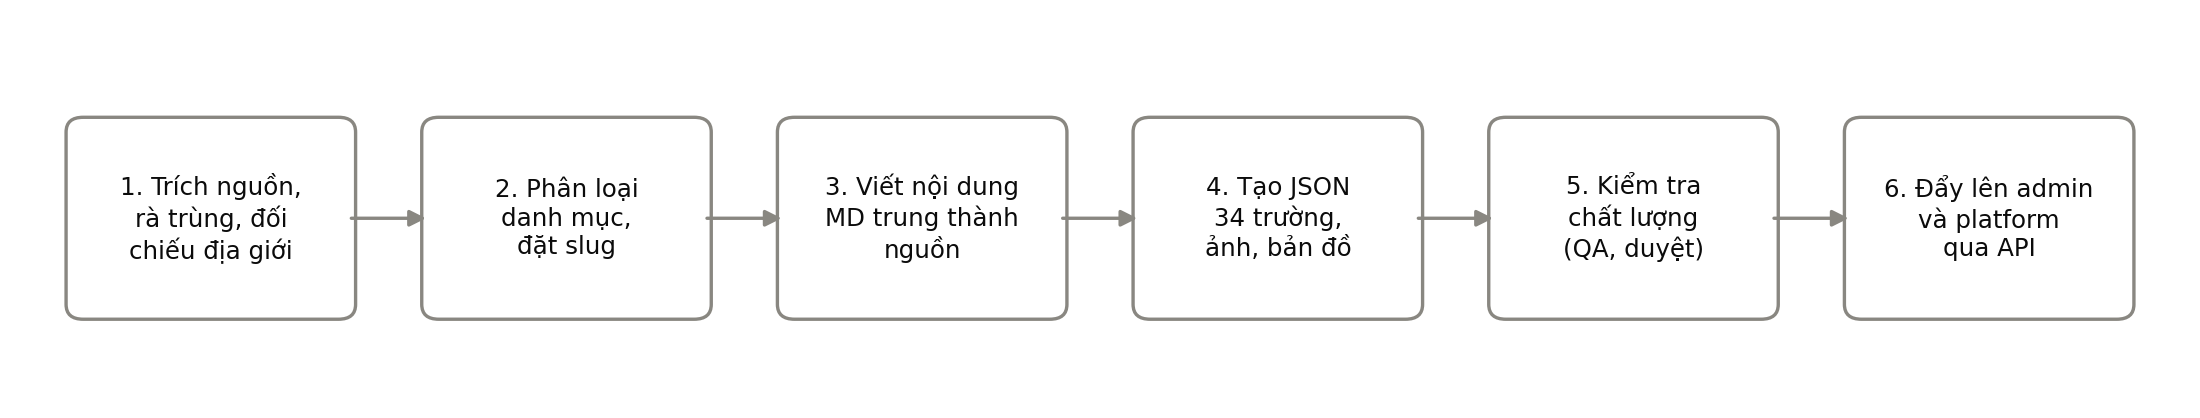 1. Trích nguồn,
rà trùng, đối
chiếu địa giới
2. Phân loại
danh mục,
đặt slug
3. Viết nội dung
MD trung thành
nguồn
4. Tạo JSON
34 trường,
ảnh, bản đồ
5. Kiểm tra
chất lượng
(QA, duyệt)
6. Đẩy lên admin
và platform
qua API